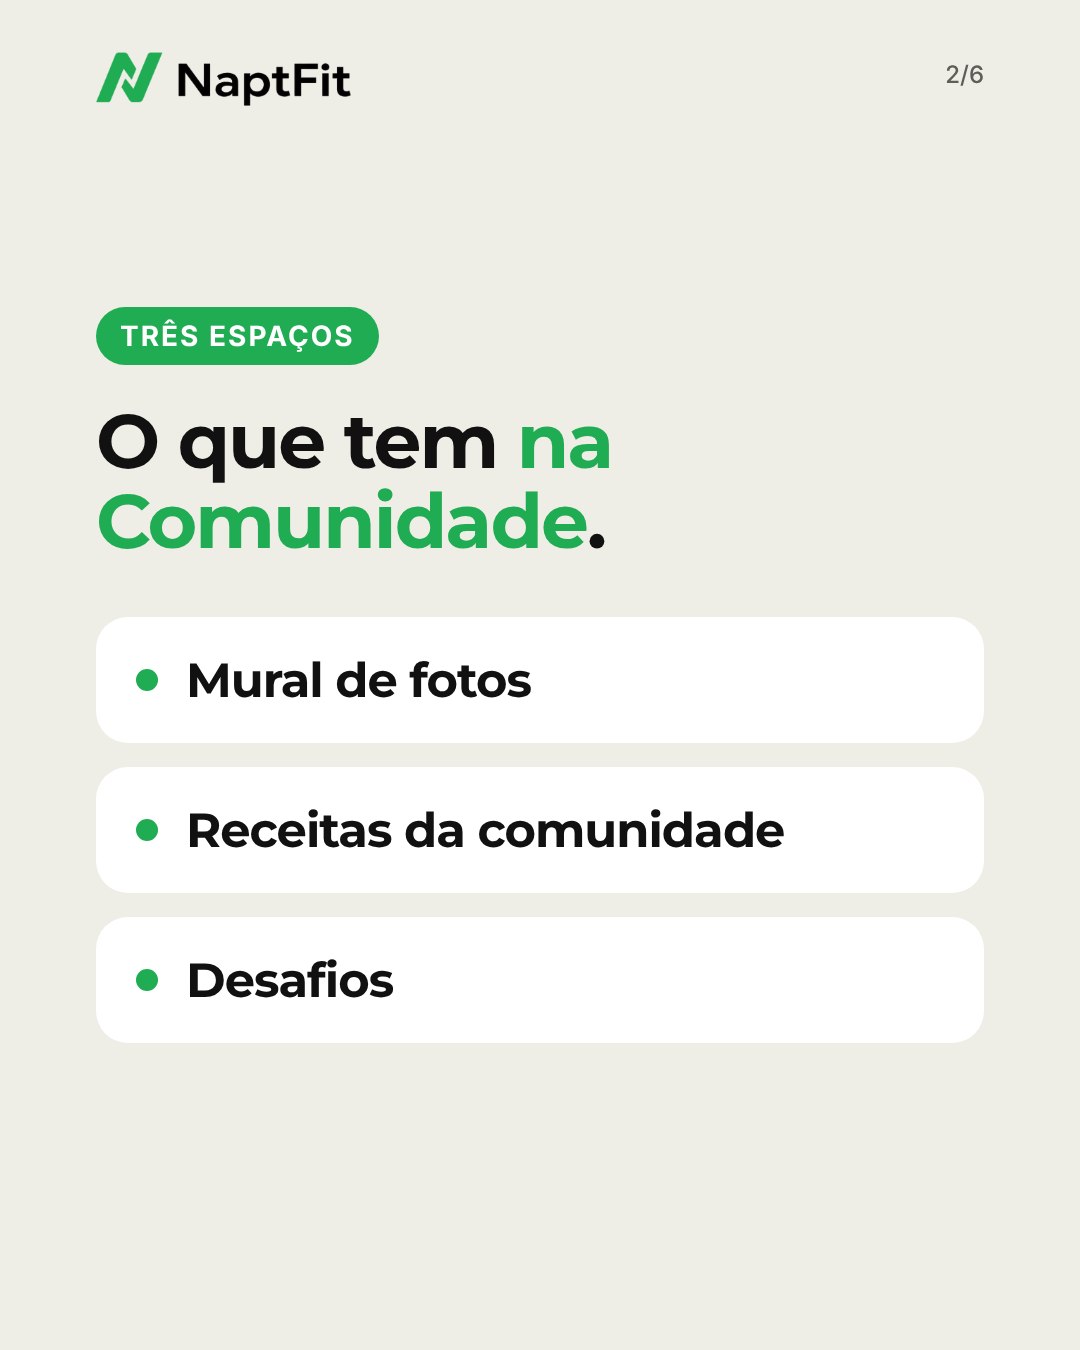 NaptFit
2/6
TRÊS ESPAÇOS
O que tem na
Comunidade.
Mural de fotos
Receitas da comunidade
Desafios